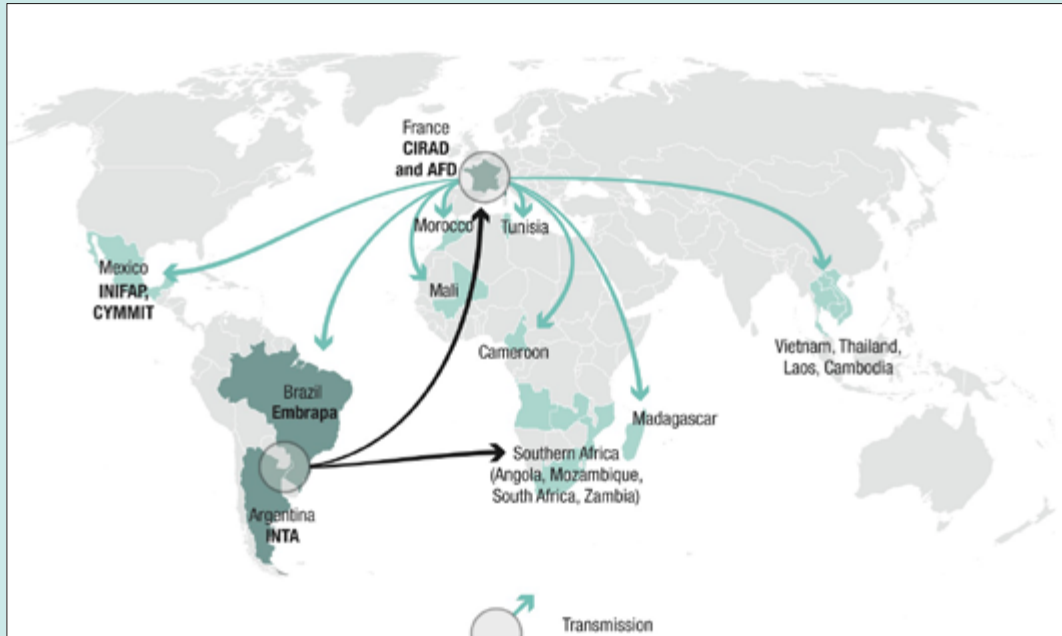 France
CIRAD
and AFD
Morocco
Tunisia
Mexico
INIFAP,
CYMMIT
Mali
Cameroon
Vietnam, Thailand,
Laos, Cambodia
Brazil
Embrapa
Madagascar
Southern Africa
(Angola, Mozambique,
South Africa, Zambia)
Argentina
INTA
Transmission